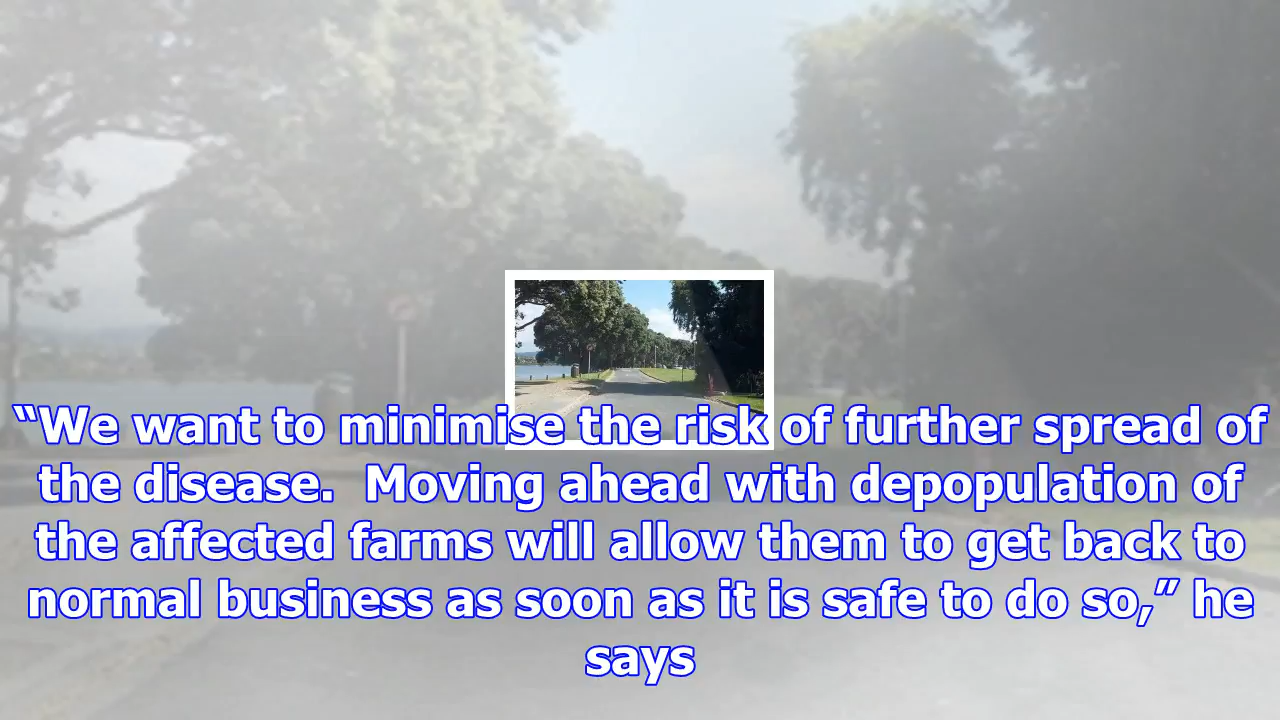 “We want to minimise the risk of further spread of
the disease.  Moving ahead with depopulation of
the affected farms will allow them to get back to
normal business as soon as it is safe to do so,” he
says